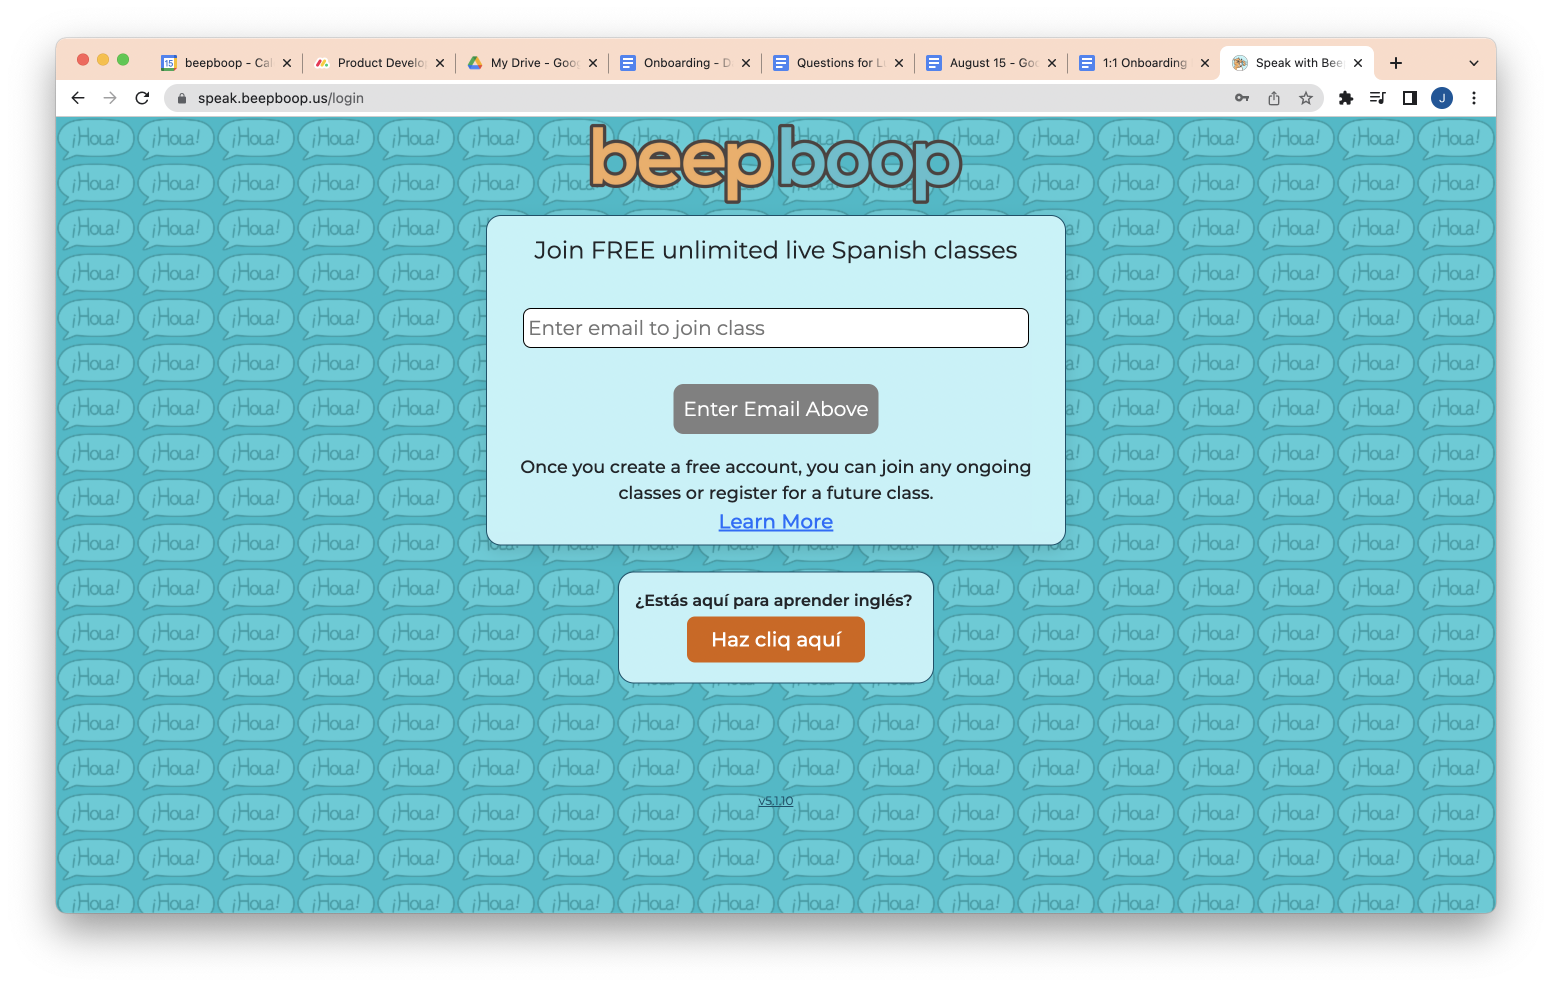 beepboop - Cal
Product Develo
My Drive - Goog
Onboarding - D
Questions for L
August 15 - Goo
1:1 Onboarding
Speak with Bee
speak.beepboop.us/login
J
beepboop
Join FREE unlimited live Spanish classes
Enter email to join class
Enter Email Above
Once you create a free account, you can join any ongoing
classes or register for a future class.
Learn More
¿Estás aquí para aprender inglés?
Haz cliq aquí
v5.1.10
¡Hola!